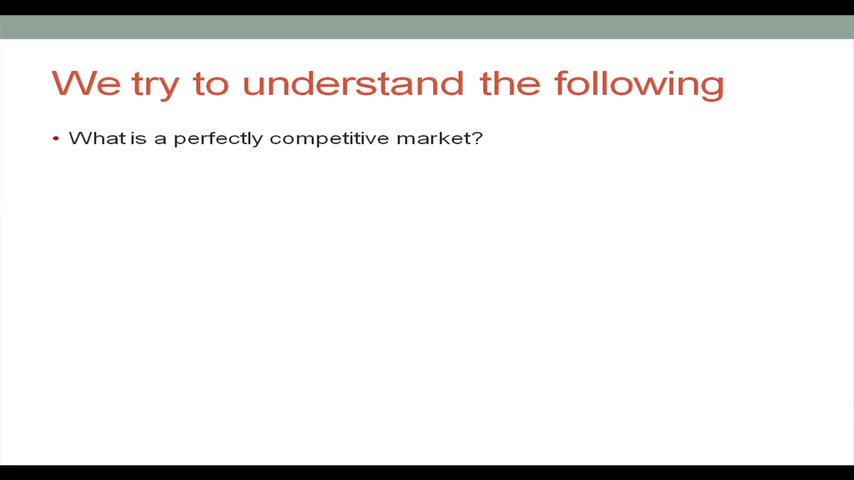 We try to understand the following
• What is a perfectly competitive market?